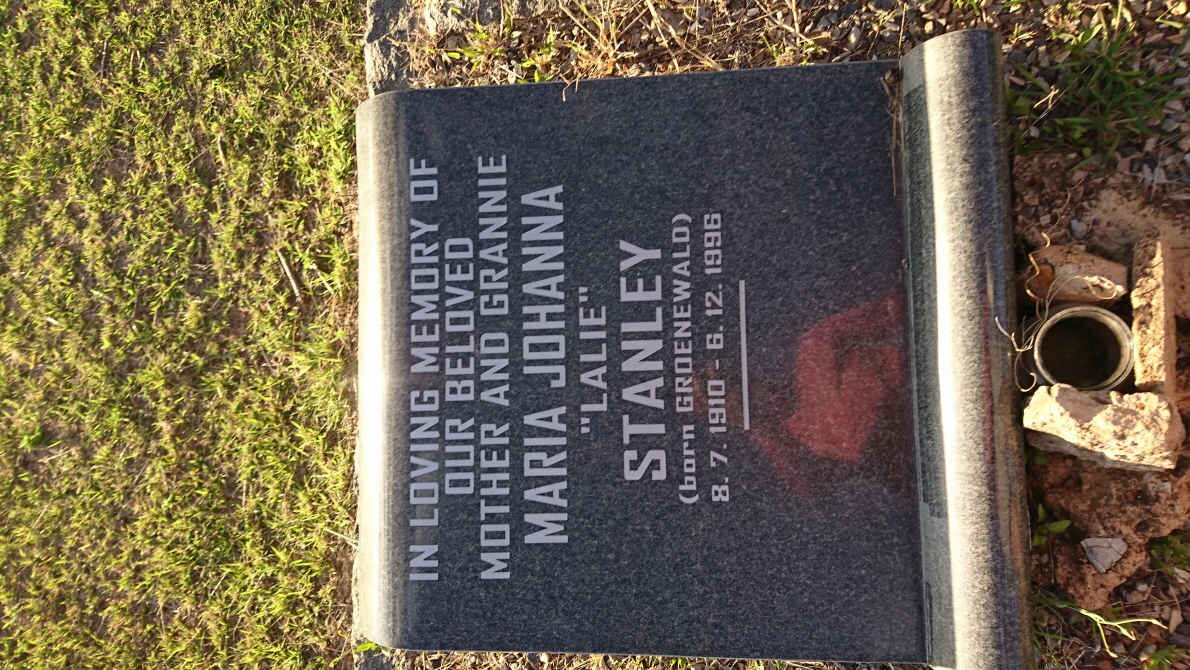 IN LOVING MEMORY OF
OUR BELOVED
MOTHER AND GRANNIE
MARIA JOHANNA
"LALIE"
STANLEY
(born GROENEWALD)
8. 7. 1910 - 6. 12. 1996